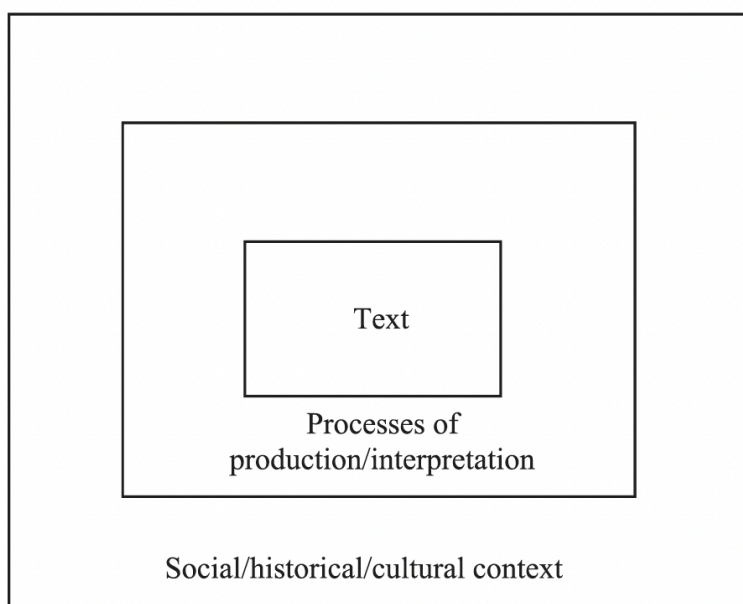 Text
Processes of
production/interpretation
Social/historical/cultural context